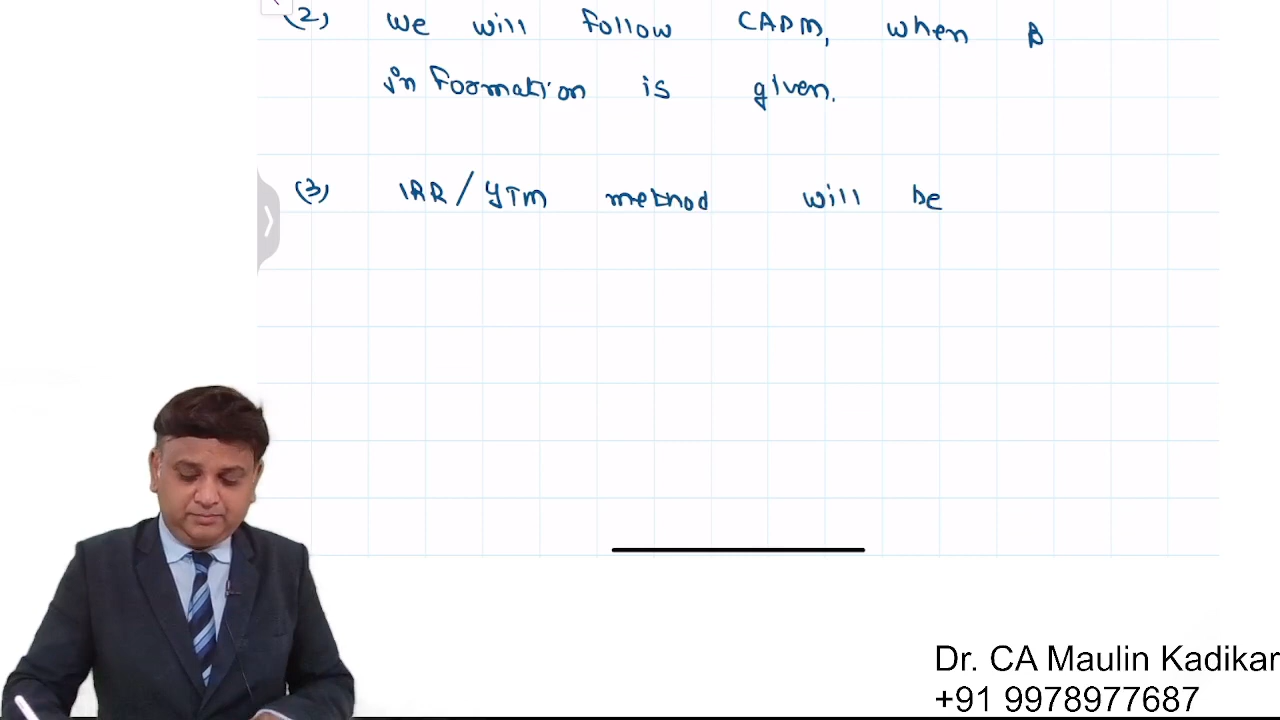 (2) We will follow CAPM, when β
information is given.
(3) IRR/YTM method will be
Dr. CA Maulin Kadikar
+91 9978977687